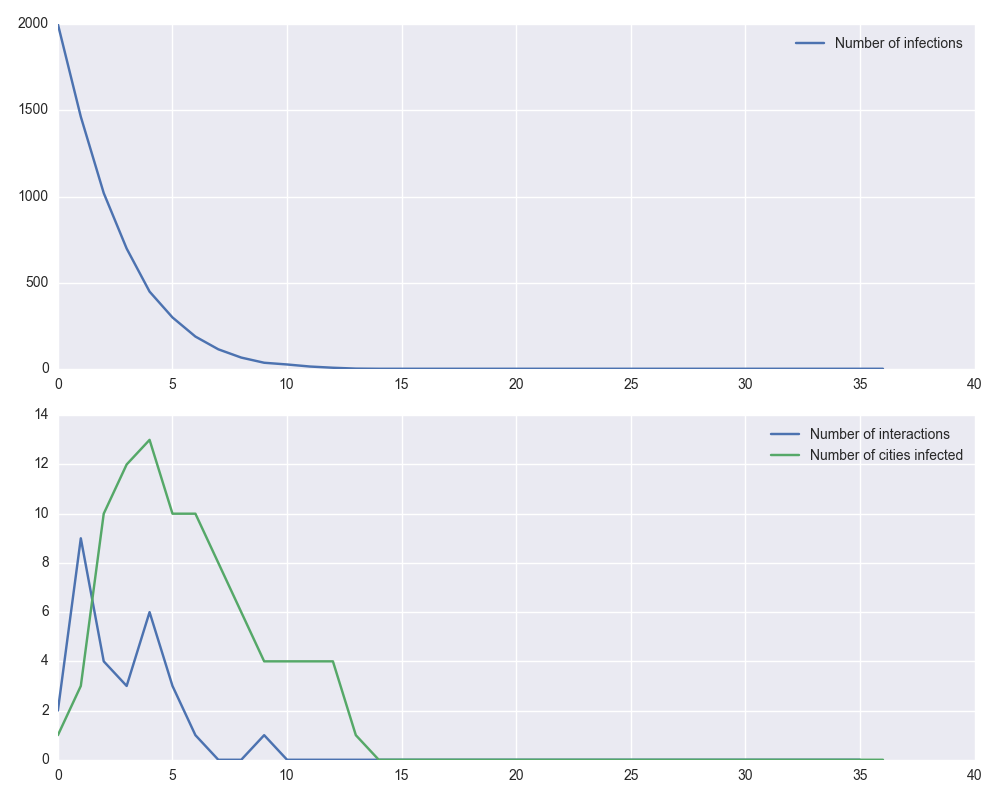 2000
Number of infections
1500
1000
500
0
0 5 10 15 20 25 30 35 40
14
Number of interactions
12
Number of cities infected
10
8
6
4
2
0
0 5 10 15 20 25 30 35 40